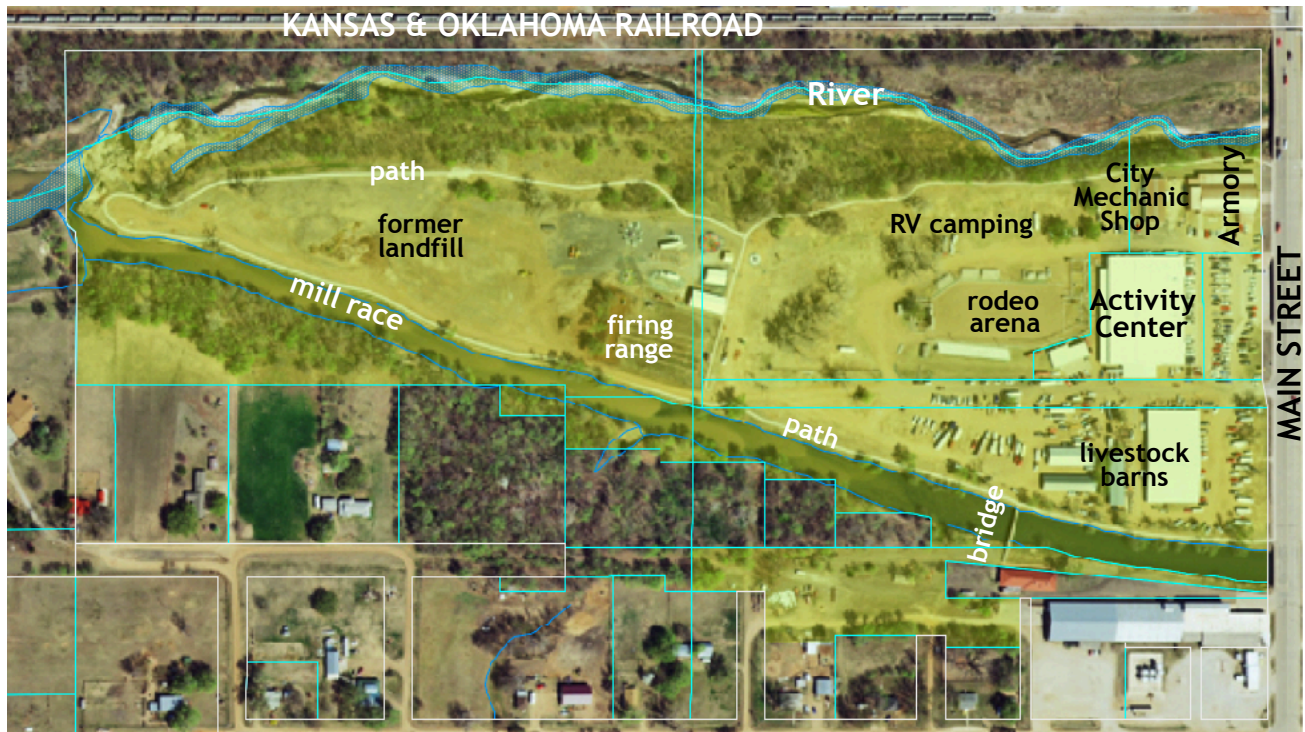 KANSAS & OKLAHOMA RAILROAD
River
path
City
Mechanic
Shop
Armory
former
landfill
RV camping
MAIN STREET
mill race
rodeo
arena
Activity
Center
firing
range
path
livestock
barns
bridge